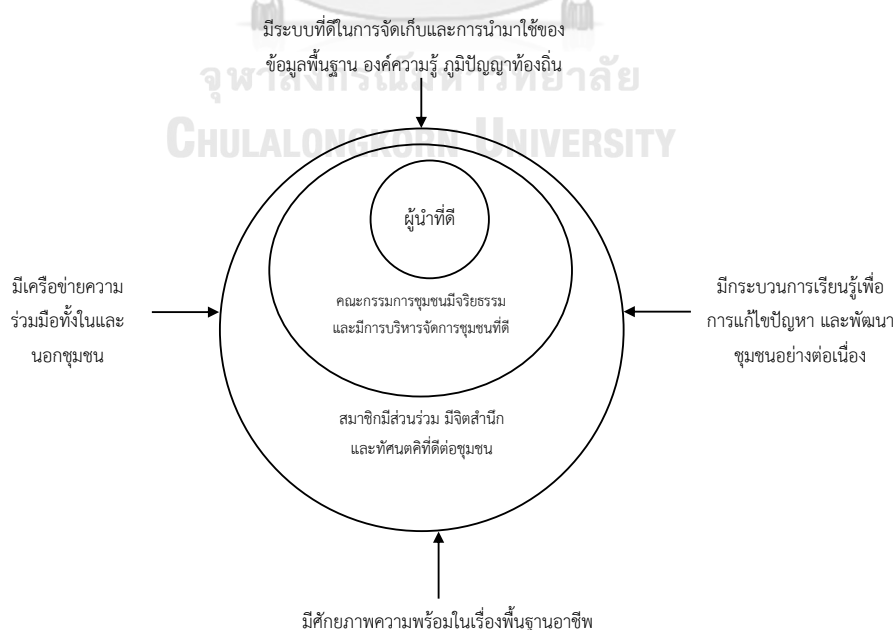 มีระบบที่ดีในการจัดเก็บและการนำมาใช้ของ
ข้อมูลพื้นฐาน องค์ความรู้ ภูมิปัญญาท้องถิ่น
จุฬาลงกรณ์มหาวิทยาลัย
CHULALONGKORN UNIVERSITY
ผู้นำที่ดี
คณะกรรมการชุมชนมีจริยธรรม
และมีการบริหารจัดการชุมชนที่ดี
มีเครือข่ายความ
ร่วมมือทั้งในและ
นอกชุมชน
มีกระบวนการเรียนรู้เพื่อ
การแก้ไขปัญหา และพัฒนา
ชุมชนอย่างต่อเนื่อง
สมาชิกมีส่วนร่วม มีจิตสำนึก
และทัศนตคิที่ดีต่อชุมชน
มีศักยภาพความพร้อมในเรื่องพื้นฐานอาชีพ